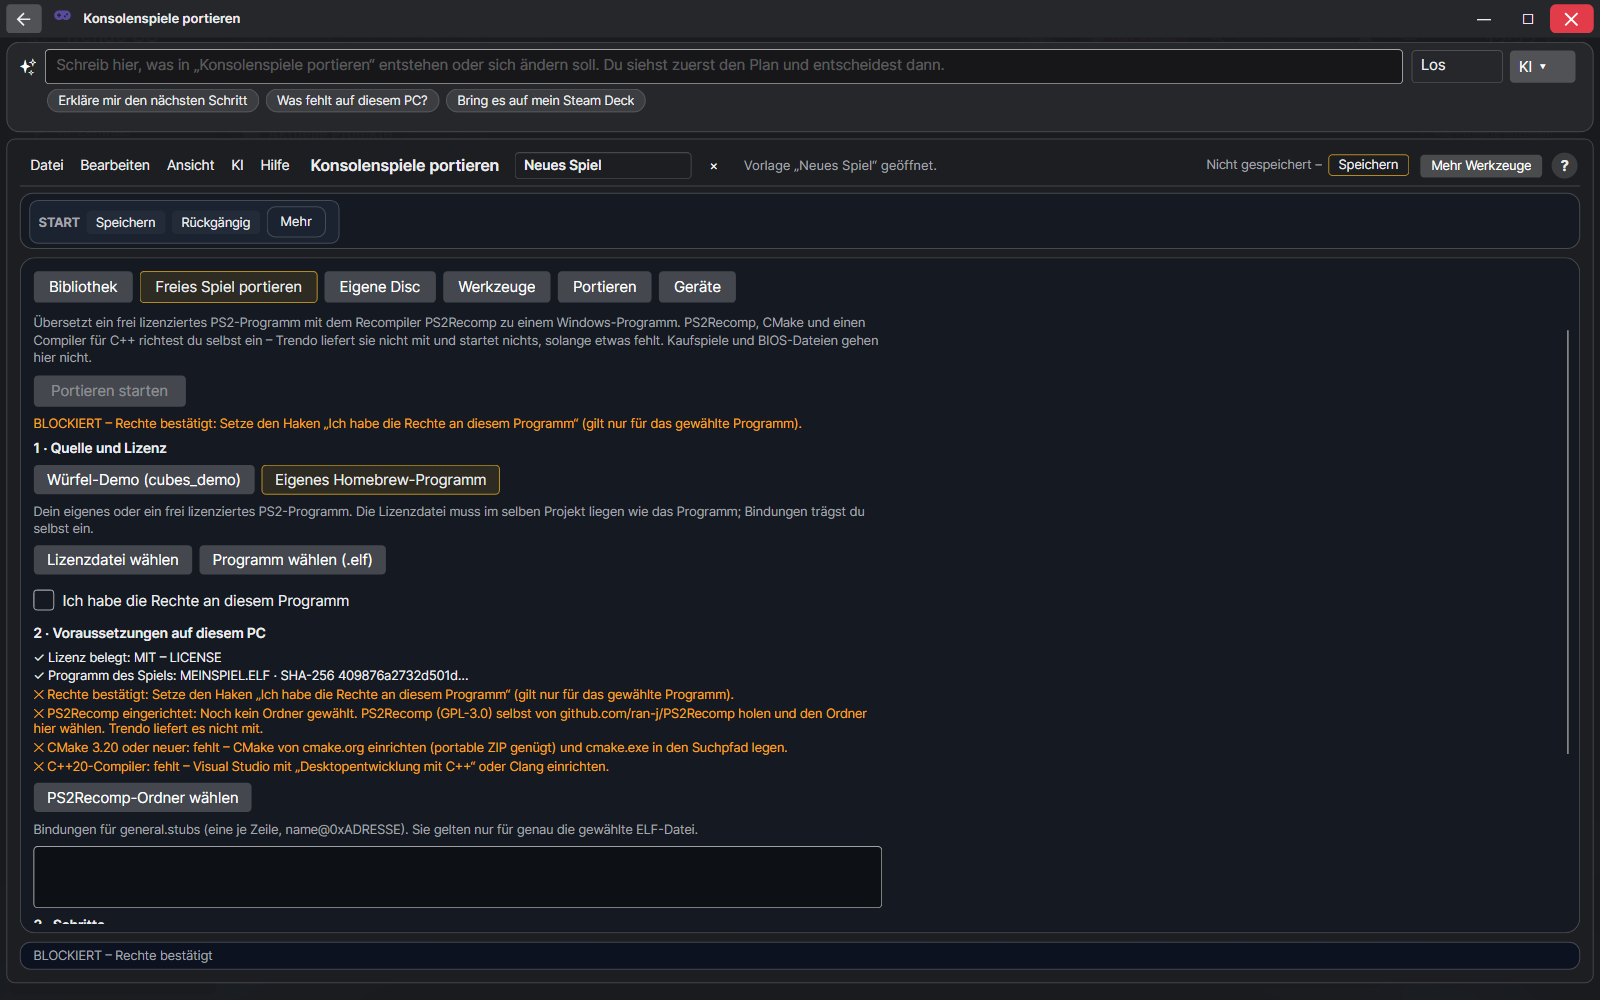 Konsolenspiele portieren
Schreib hier, was in „Konsolenspiele portieren“ entstehen oder sich ändern soll. Du siehst zuerst den Plan und entscheidest dann.
Los
KI ▾
Erkläre mir den nächsten Schritt
Was fehlt auf diesem PC?
Bring es auf mein Steam Deck
Datei Bearbeiten Ansicht KI Hilfe Konsolenspiele portieren Neues Spiel × Vorlage „Neues Spiel“ geöffnet. Nicht gespeichert – Speichern Mehr Werkzeuge ?
START Speichern Rückgängig Mehr
Bibliothek Freies Spiel portieren Eigene Disc Werkzeuge Portieren Geräte
Übersetzt ein frei lizenziertes PS2-Programm mit dem Recompiler PS2Recomp zu einem Windows-Programm. PS2Recomp, CMake und einen
Compiler für C++ richtest du selbst ein – Trendo liefert sie nicht mit und startet nichts, solange etwas fehlt. Kaufspiele und BIOS-Dateien gehen
hier nicht.
Portieren starten
BLOCKIERT – Rechte bestätigt: Setze den Haken „Ich habe die Rechte an diesem Programm“ (gilt nur für das gewählte Programm).
1 · Quelle und Lizenz
Würfel-Demo (cubes_demo) Eigenes Homebrew-Programm
Dein eigenes oder ein frei lizenziertes PS2-Programm. Die Lizenzdatei muss im selben Projekt liegen wie das Programm; Bindungen trägst du
selbst ein.
Lizenzdatei wählen Programm wählen (.elf)
Ich habe die Rechte an diesem Programm
2 · Voraussetzungen auf diesem PC
✓ Lizenz belegt: MIT – LICENSE
✓ Programm des Spiels: MEINSPIEL.ELF · SHA-256 409876a2732d501d...
✕ Rechte bestätigt: Setze den Haken „Ich habe die Rechte an diesem Programm“ (gilt nur für das gewählte Programm).
✕ PS2Recomp eingerichtet: Noch kein Ordner gewählt. PS2Recomp (GPL-3.0) selbst von github.com/ran-j/PS2Recomp holen und den Ordner
hier wählen. Trendo liefert es nicht mit.
✕ CMake 3.20 oder neuer: fehlt – CMake von cmake.org einrichten (portable ZIP genügt) und cmake.exe in den Suchpfad legen.
✕ C++20-Compiler: fehlt – Visual Studio mit „Desktopentwicklung mit C++“ oder Clang einrichten.
PS2Recomp-Ordner wählen
Bindungen für general.stubs (eine je Zeile, name@0xADRESSE). Sie gelten nur für genau die gewählte ELF-Datei.
3 · Schritte
BLOCKIERT – Rechte bestätigt